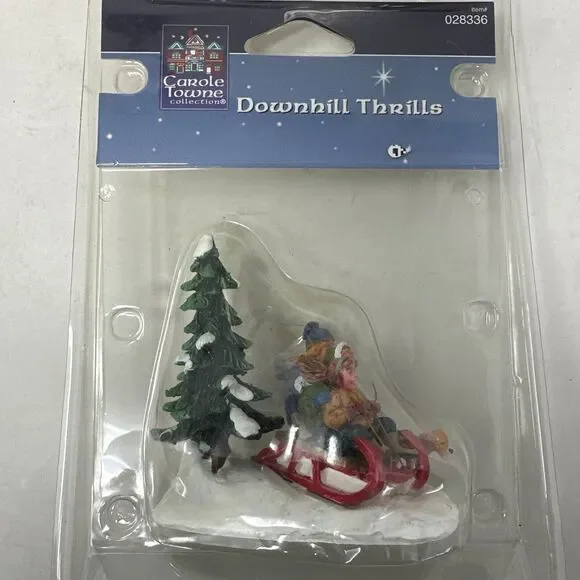 Item#
028336
Carole
Towne
collection®
Downhill Thrills